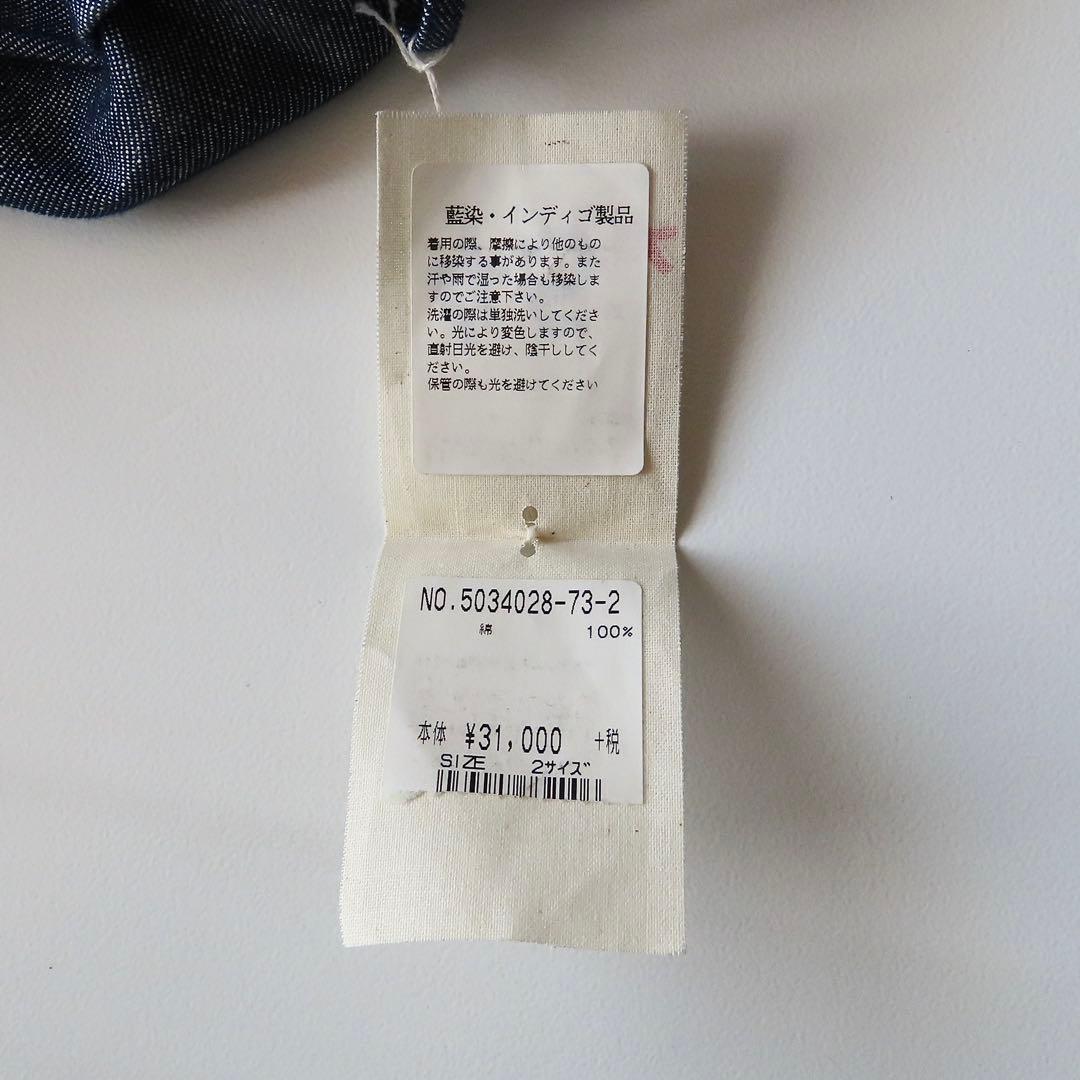 藍染・インディゴ製品
着用の際、摩擦により他のもの
に移染する事があります。また
汗や雨で湿った場合も移染しま
すのでご注意下さい。
洗濯の際は単独洗いしてくださ
い。光により変色しますので、
直射日光を避け、陰干ししてく
ださい。
保管の際も光を避けてください
NO.5034028-73-2
綿 100%
本体 ¥31,000 +税
SIZE 2サイズ